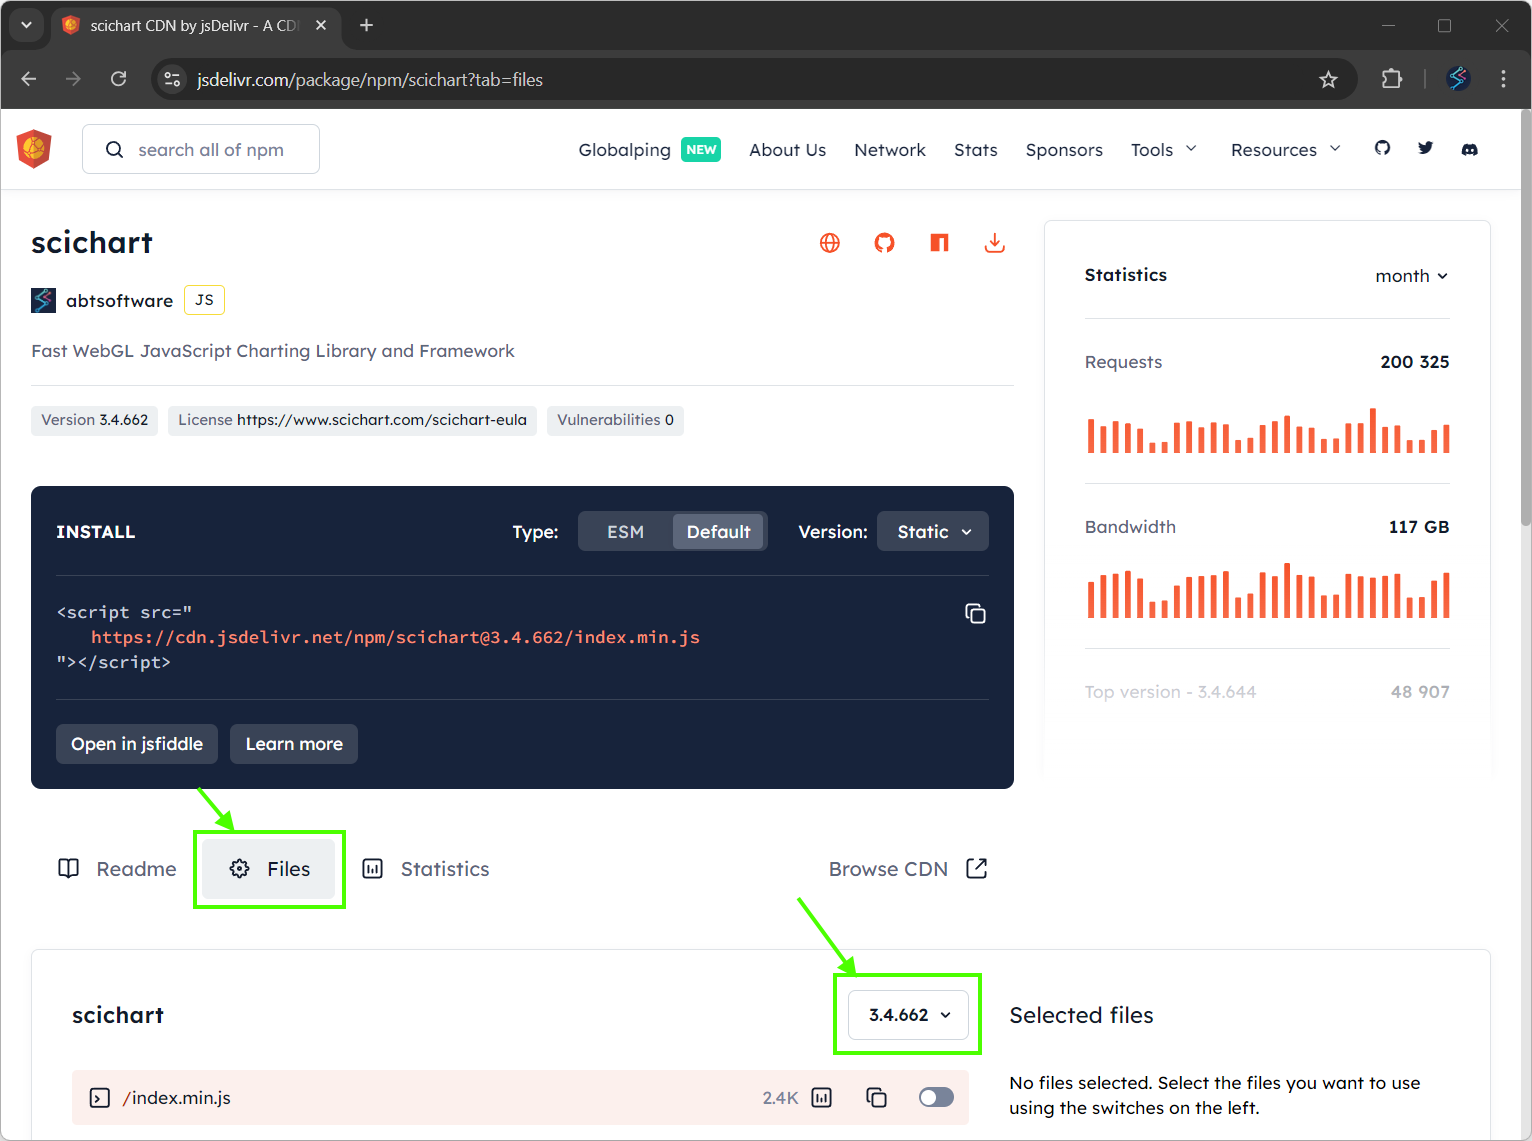 scichart CDN by jsDelivr - A CD
jsdelivr.com/package/npm/scichart?tab=files
search all of npm
Globalping NEW About Us Network Stats Sponsors Tools Resources
scichart
abtsoftware JS
Fast WebGL JavaScript Charting Library and Framework
Version 3.4.662 License https://www.scichart.com/scichart-eula Vulnerabilities 0
Statistics month
Requests 200 325
Bandwidth 117 GB
Top version - 3.4.644 48 907
INSTALL Type: ESM Default Version: Static
<script src="
https://cdn.jsdelivr.net/npm/scichart@3.4.662/index.min.js
"></script>
Open in jsfiddle Learn more
Readme Files Statistics Browse CDN
scichart 3.4.662
/index.min.js 2.4K
Selected files
No files selected. Select the files you want to use
using the switches on the left.